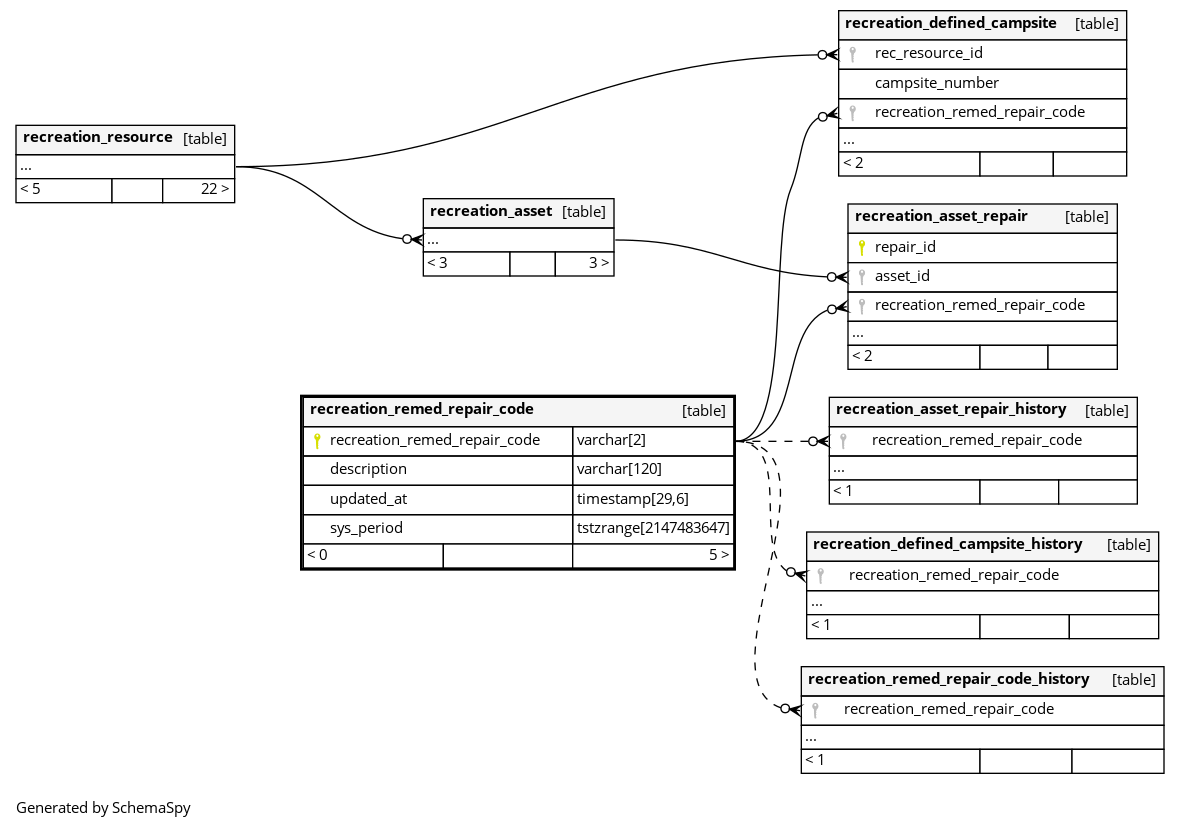 recreation_defined_campsite [table]
rec_resource_id
campsite_number
recreation_remed_repair_code
...
< 2
recreation_resource [table]
...
< 5 22 >
recreation_asset [table]
...
< 3 3 >
recreation_asset_repair [table]
repair_id
asset_id
recreation_remed_repair_code
...
< 2
recreation_remed_repair_code [table]
recreation_remed_repair_code varchar[2]
description varchar[120]
updated_at timestamp[29,6]
sys_period tstzrange[2147483647]
< 0 5 >
recreation_asset_repair_history [table]
recreation_remed_repair_code
...
< 1
recreation_defined_campsite_history [table]
recreation_remed_repair_code
...
< 1
recreation_remed_repair_code_history [table]
recreation_remed_repair_code
...
< 1
Generated by SchemaSpy